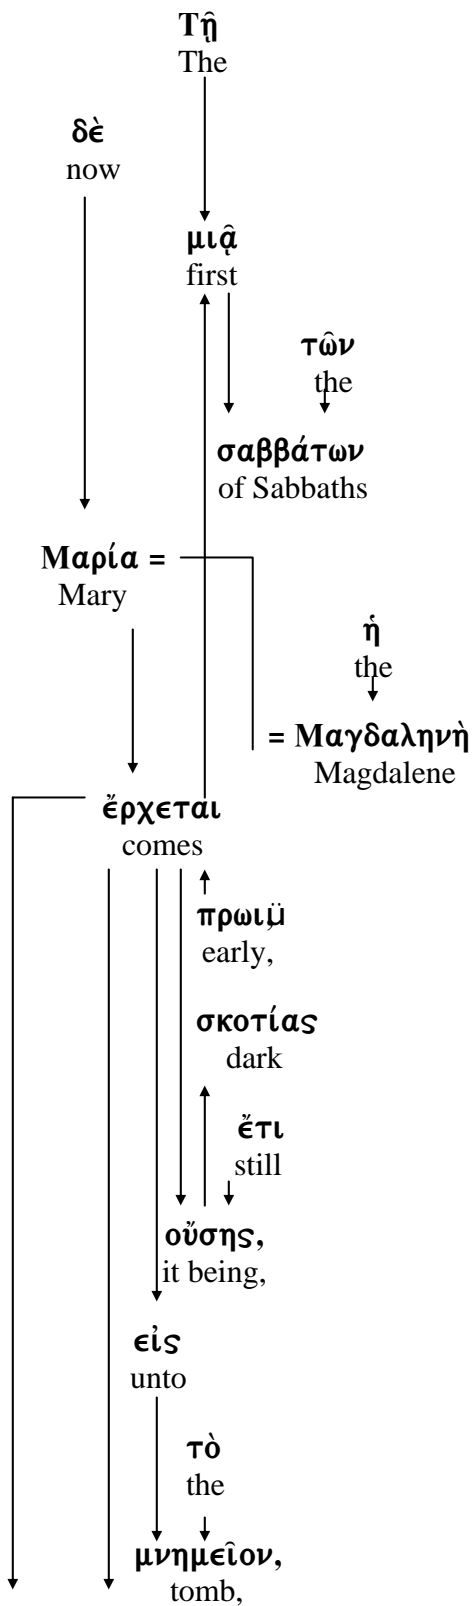 Τῇ
The
δὲ
now
μιᾷ
first
τῶν
the
σαββάτων
of Sabbaths
Μαρία =
Mary
ἡ
the
= Μαγδαληνὴ
Magdalene
ἔρχεται
comes
early,
σκοτίας
dark
ἔτι
still
οὔσης,
it being,
εἰς
unto
τὸ
the
μνημεῖον,
tomb,